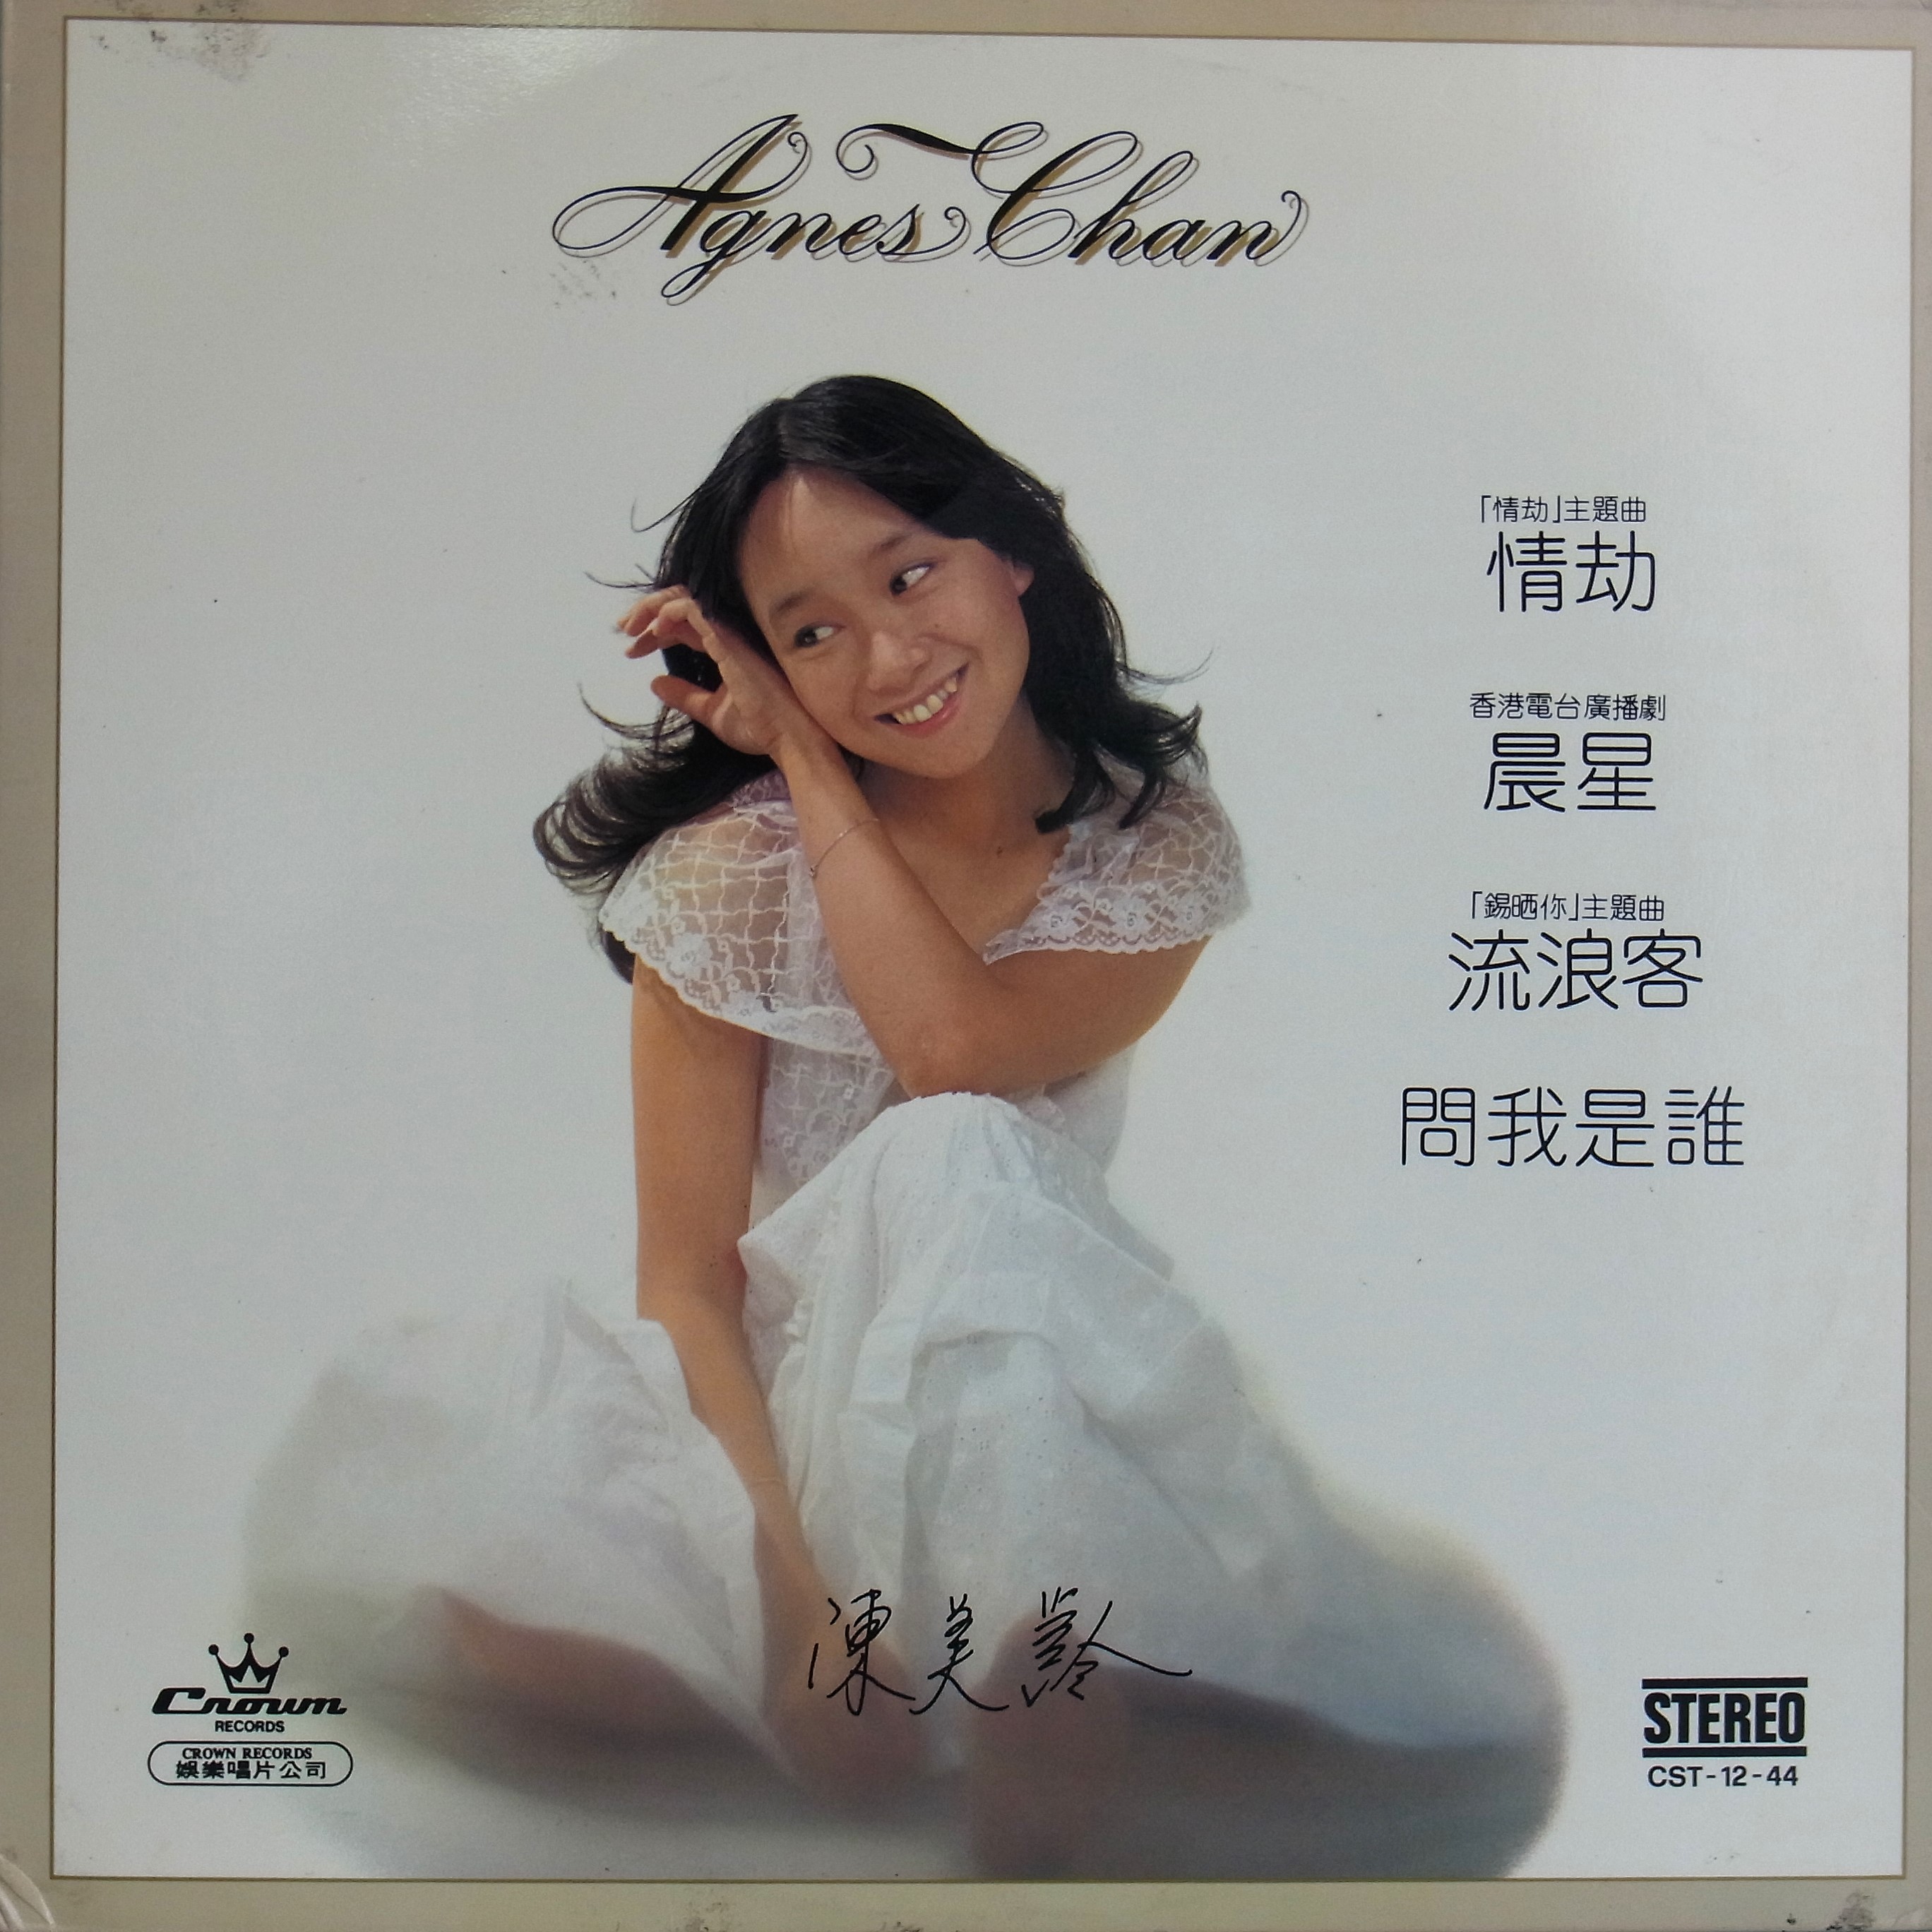 Agnes Chan
「情劫」主題曲
情劫
香港電台廣播劇
晨星
「錫晒你」主題曲
流浪客
問我是誰
陳美齡
Crown
RECORDS
CROWN RECORDS
娛樂唱片公司
STEREO
CST-12-44